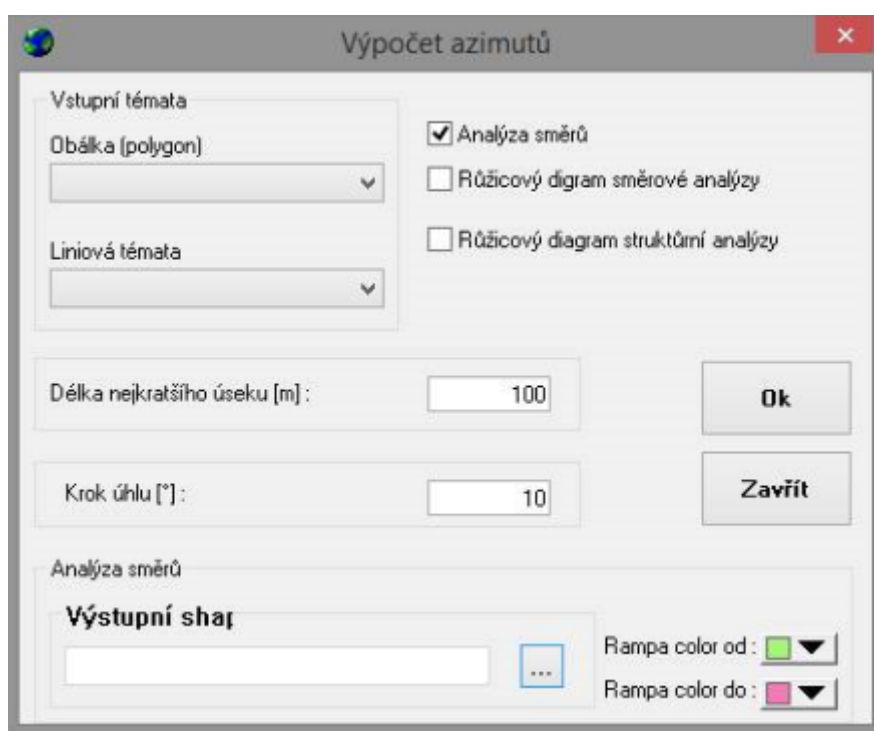 Výpočet azimutů
Vstupní témata
Obálka (polygon)
Liniová témata
Analýza směrů
Růžicový digram směrové analýzy
Růžicový diagram struktůrní analýzy
Délka nejkratšího úseku [m] :
100
Krok úhlu [°] :
10
Ok
Zavřít
Analýza směrů
Výstupní shap
...
Rampa color od :
Rampa color do :